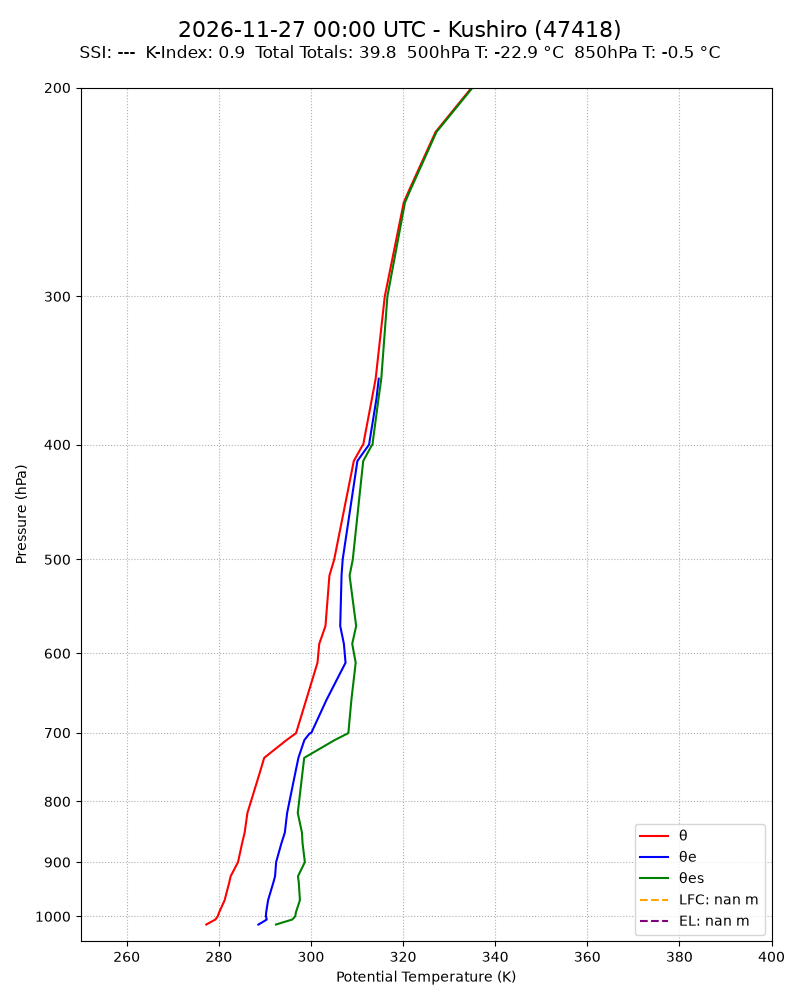 2026-11-27 00:00 UTC - Kushiro (47418)
SSI: --- K-Index: 0.9 Total Totals: 39.8 500hPa T: -22.9 °C 850hPa T: -0.5 °C
200
300
400
500
600
700
800
900
1000
Pressure (hPa)
260 280 300 320 340 360 380 400
Potential Temperature (K)
θ
θe
θes
LFC: nan m
EL: nan m